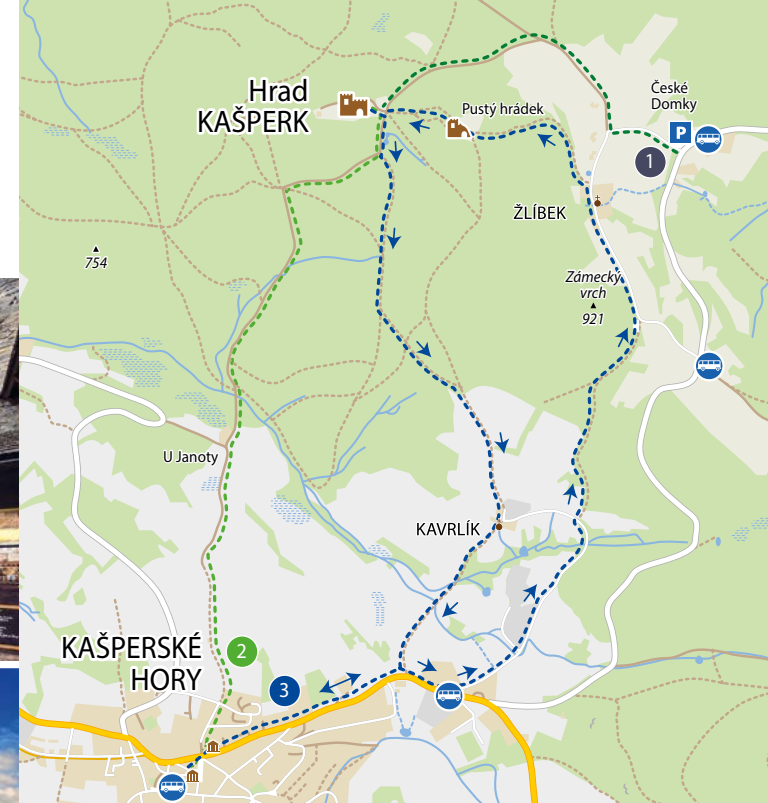 Hrad
KAŠPERK
Pustý hrádek
České
Domky
P
1
ŽLÍBEK
754
Zámecký
vrch
921
U Janoty
KAVRLÍK
KAŠPERSKÉ
HORY
2
3